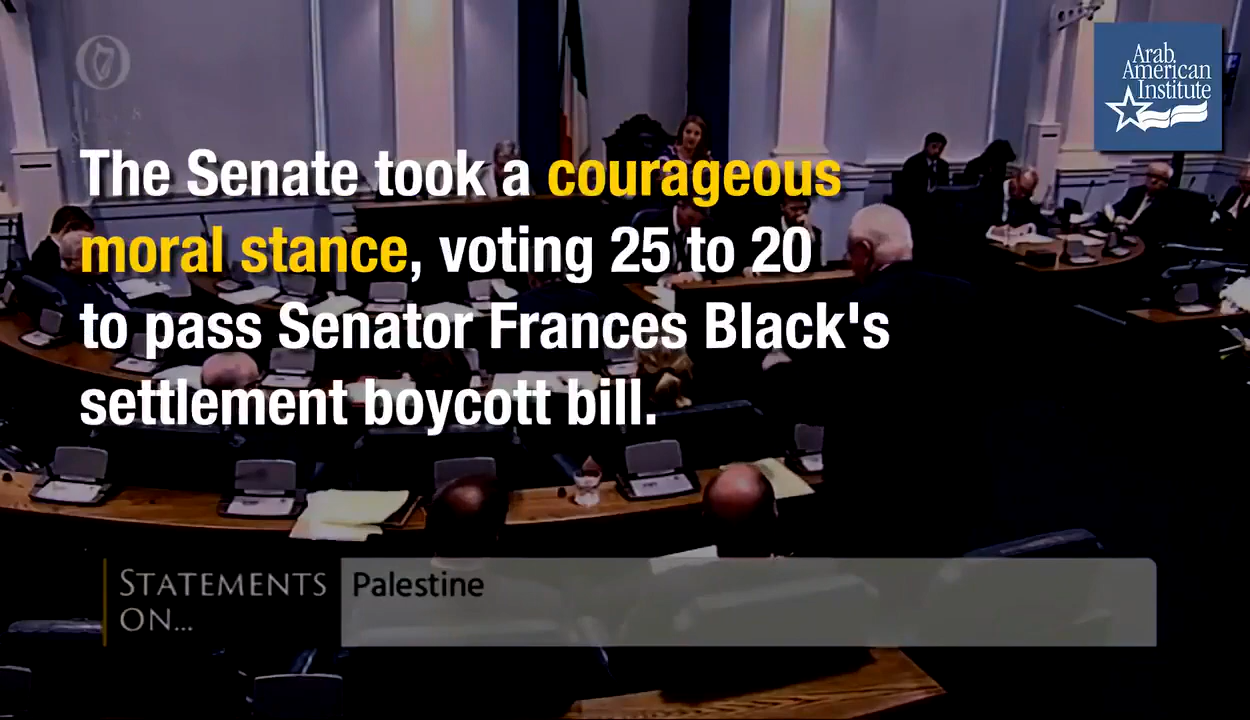 Arab
American
Institute
The Senate took a courageous
moral stance, voting 25 to 20
to pass Senator Frances Black's
settlement boycott bill.
STATEMENTS
ON...
Palestine